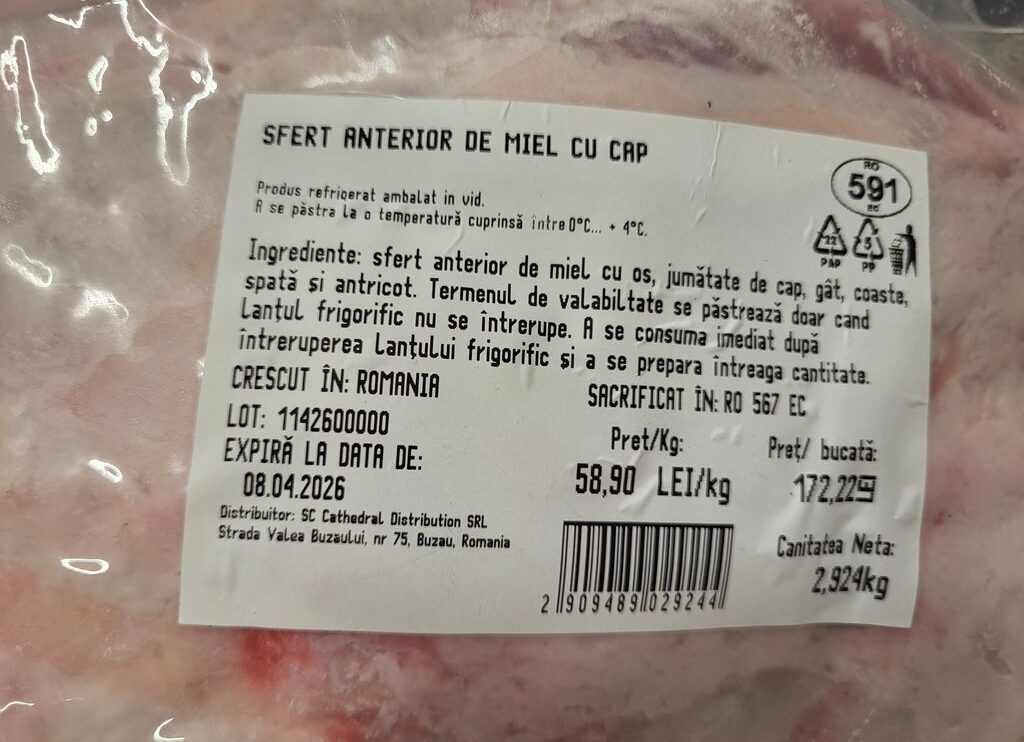 SFERT ANTERIOR DE MIEL CU CAP
RO
591
EC
Produs refrigerat ambalat in vid.
A se păstra la o temperatură cuprinsă între 0°C... + 4°C.
22
PAP
5
PP
Ingrediente: sfert anterior de miel cu os, jumătate de cap, gât, coaste,
spată și antricot. Termenul de valabiltate se păstrează doar cand
Lanțul frigorific nu se întrerupe. A se consuma imediat după
întreruperea Lanțului frigorific și a se prepara întreaga cantitate.
CRESCUT ÎN: ROMANIA
SACRIFICAT ÎN: RO 567 EC
LOT: 1142600000
EXPIRĂ LA DATA DE:
08.04.2026
Pret/Kg:
58,90 LEI/kg
Preț/ bucată:
172,22
Distribuitor: SC Cathedral Distribution SRL
Strada Valea Buzaului, nr 75, Buzau, Romania
Canitatea Neta:
2,924kg
2 909489 029244